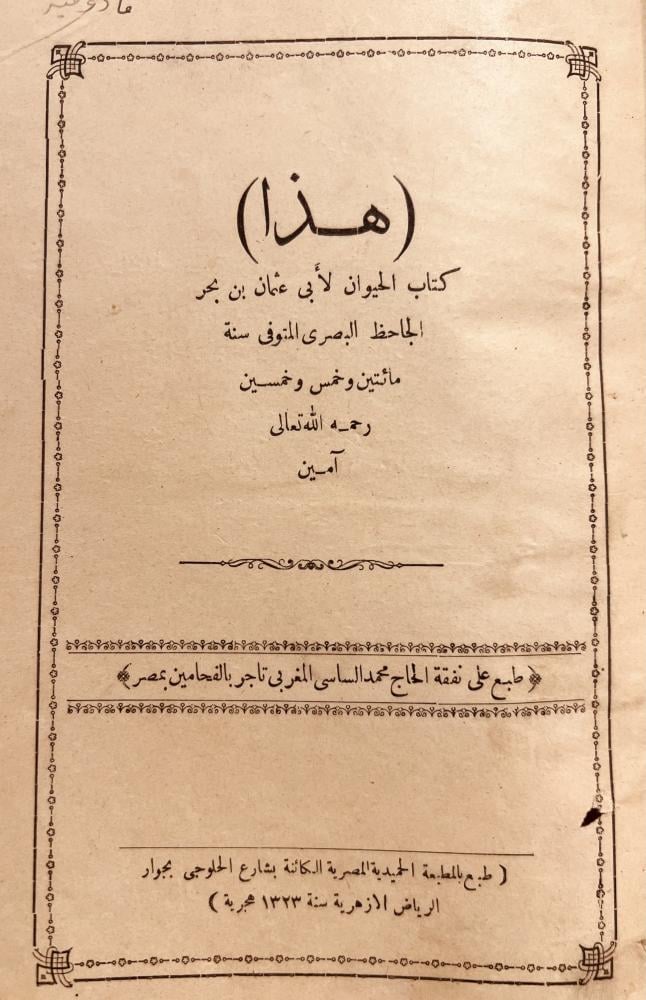 (هذا)
كتاب الحيوان لأبى عثمان بن بحر
الجاحظ البصرى المتوفى سنة
مائتين وخمس وخمسين
رحمه الله تعالى
آمين
طبع على نفقة الحاج محمد الساسى المغربى تاجر بالفحامين بمصر
( طبع بالمطبعة الحميدية المصرية الكائنة بشارع الحلوجى بجوار
الرياض الازهرية سنة ١٣٢٣ هجرية )